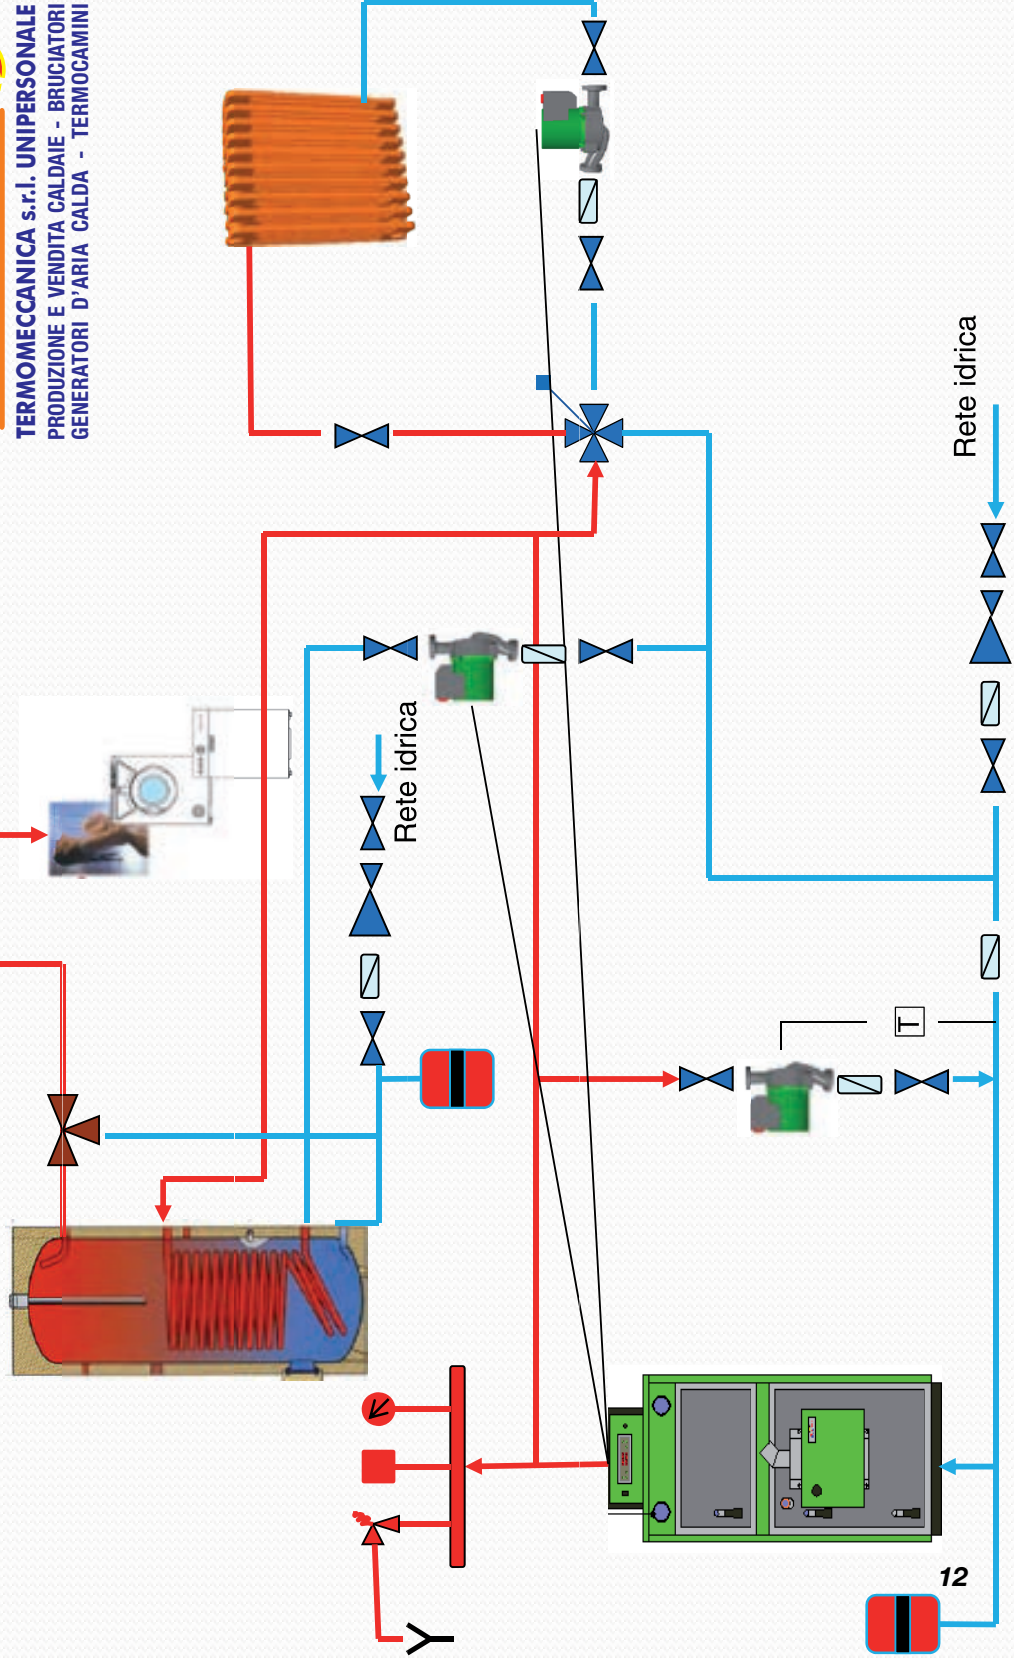 TERMOMECCANICA s.r.l. UNIPERSONALE
PRODUZIONE E VENDITA CALDAIE - BRUCIATORI
GENERATORI D'ARIA CALDA - TERMOCAMINI
Rete idrica
Rete idrica
T
12